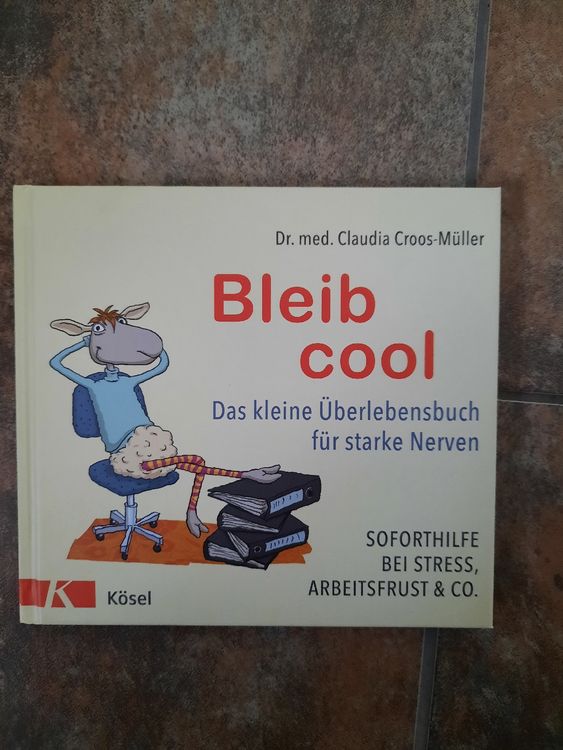 Dr. med. Claudia Croos-Müller
Bleib
cool
Das kleine Überlebensbuch
für starke Nerven
SOFORTHILFE
BEI STRESS,
ARBEITSFRUST & CO.
K Kösel